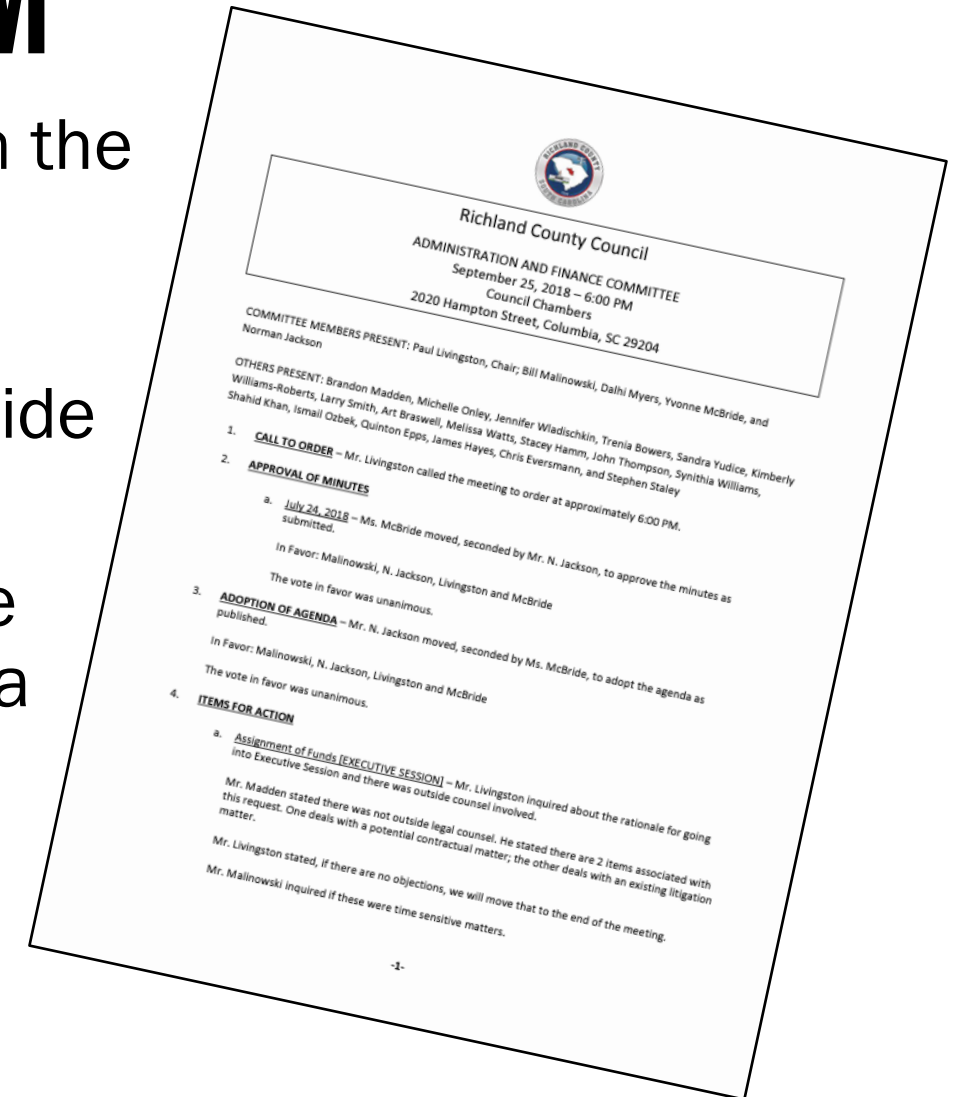 n the
ide
e
a
RICHLAND COUNTY
SOUTH CAROLINA
Richland County Council
ADMINISTRATION AND FINANCE COMMITTEE
September 25, 2018 – 6:00 PM
Council Chambers
2020 Hampton Street, Columbia, SC 29204
COMMITTEE MEMBERS PRESENT: Paul Livingston, Chair; Bill Malinowski, Dalhi Myers, Yvonne McBride, and
Norman Jackson
OTHERS PRESENT: Brandon Madden, Michelle Onley, Jennifer Wladischkin, Trenia Bowers, Sandra Yudice, Kimberly
Williams-Roberts, Larry Smith, Art Braswell, Melissa Watts, Stacey Hamm, John Thompson, Synithia Williams,
Shahid Khan, Ismail Ozbek, Quinton Epps, James Hayes, Chris Eversmann, and Stephen Staley
1. CALL TO ORDER – Mr. Livingston called the meeting to order at approximately 6:00 PM.
2. APPROVAL OF MINUTES
a. July 24, 2018 – Ms. McBride moved, seconded by Mr. N. Jackson, to approve the minutes as
submitted.
In Favor: Malinowski, N. Jackson, Livingston and McBride
The vote in favor was unanimous.
3. ADOPTION OF AGENDA – Mr. N. Jackson moved, seconded by Ms. McBride, to adopt the agenda as
published.
In Favor: Malinowski, N. Jackson, Livingston and McBride
The vote in favor was unanimous.
4. ITEMS FOR ACTION
a. Assignment of Funds [EXECUTIVE SESSION] – Mr. Livingston inquired about the rationale for going
into Executive Session and there was outside counsel involved.
Mr. Madden stated there was not outside legal counsel. He stated there are 2 items associated with
this request. One deals with a potential contractual matter; the other deals with an existing litigation
matter.
Mr. Livingston stated, if there are no objections, we will move that to the end of the meeting.
Mr. Malinowski inquired if these were time sensitive matters.
-1-